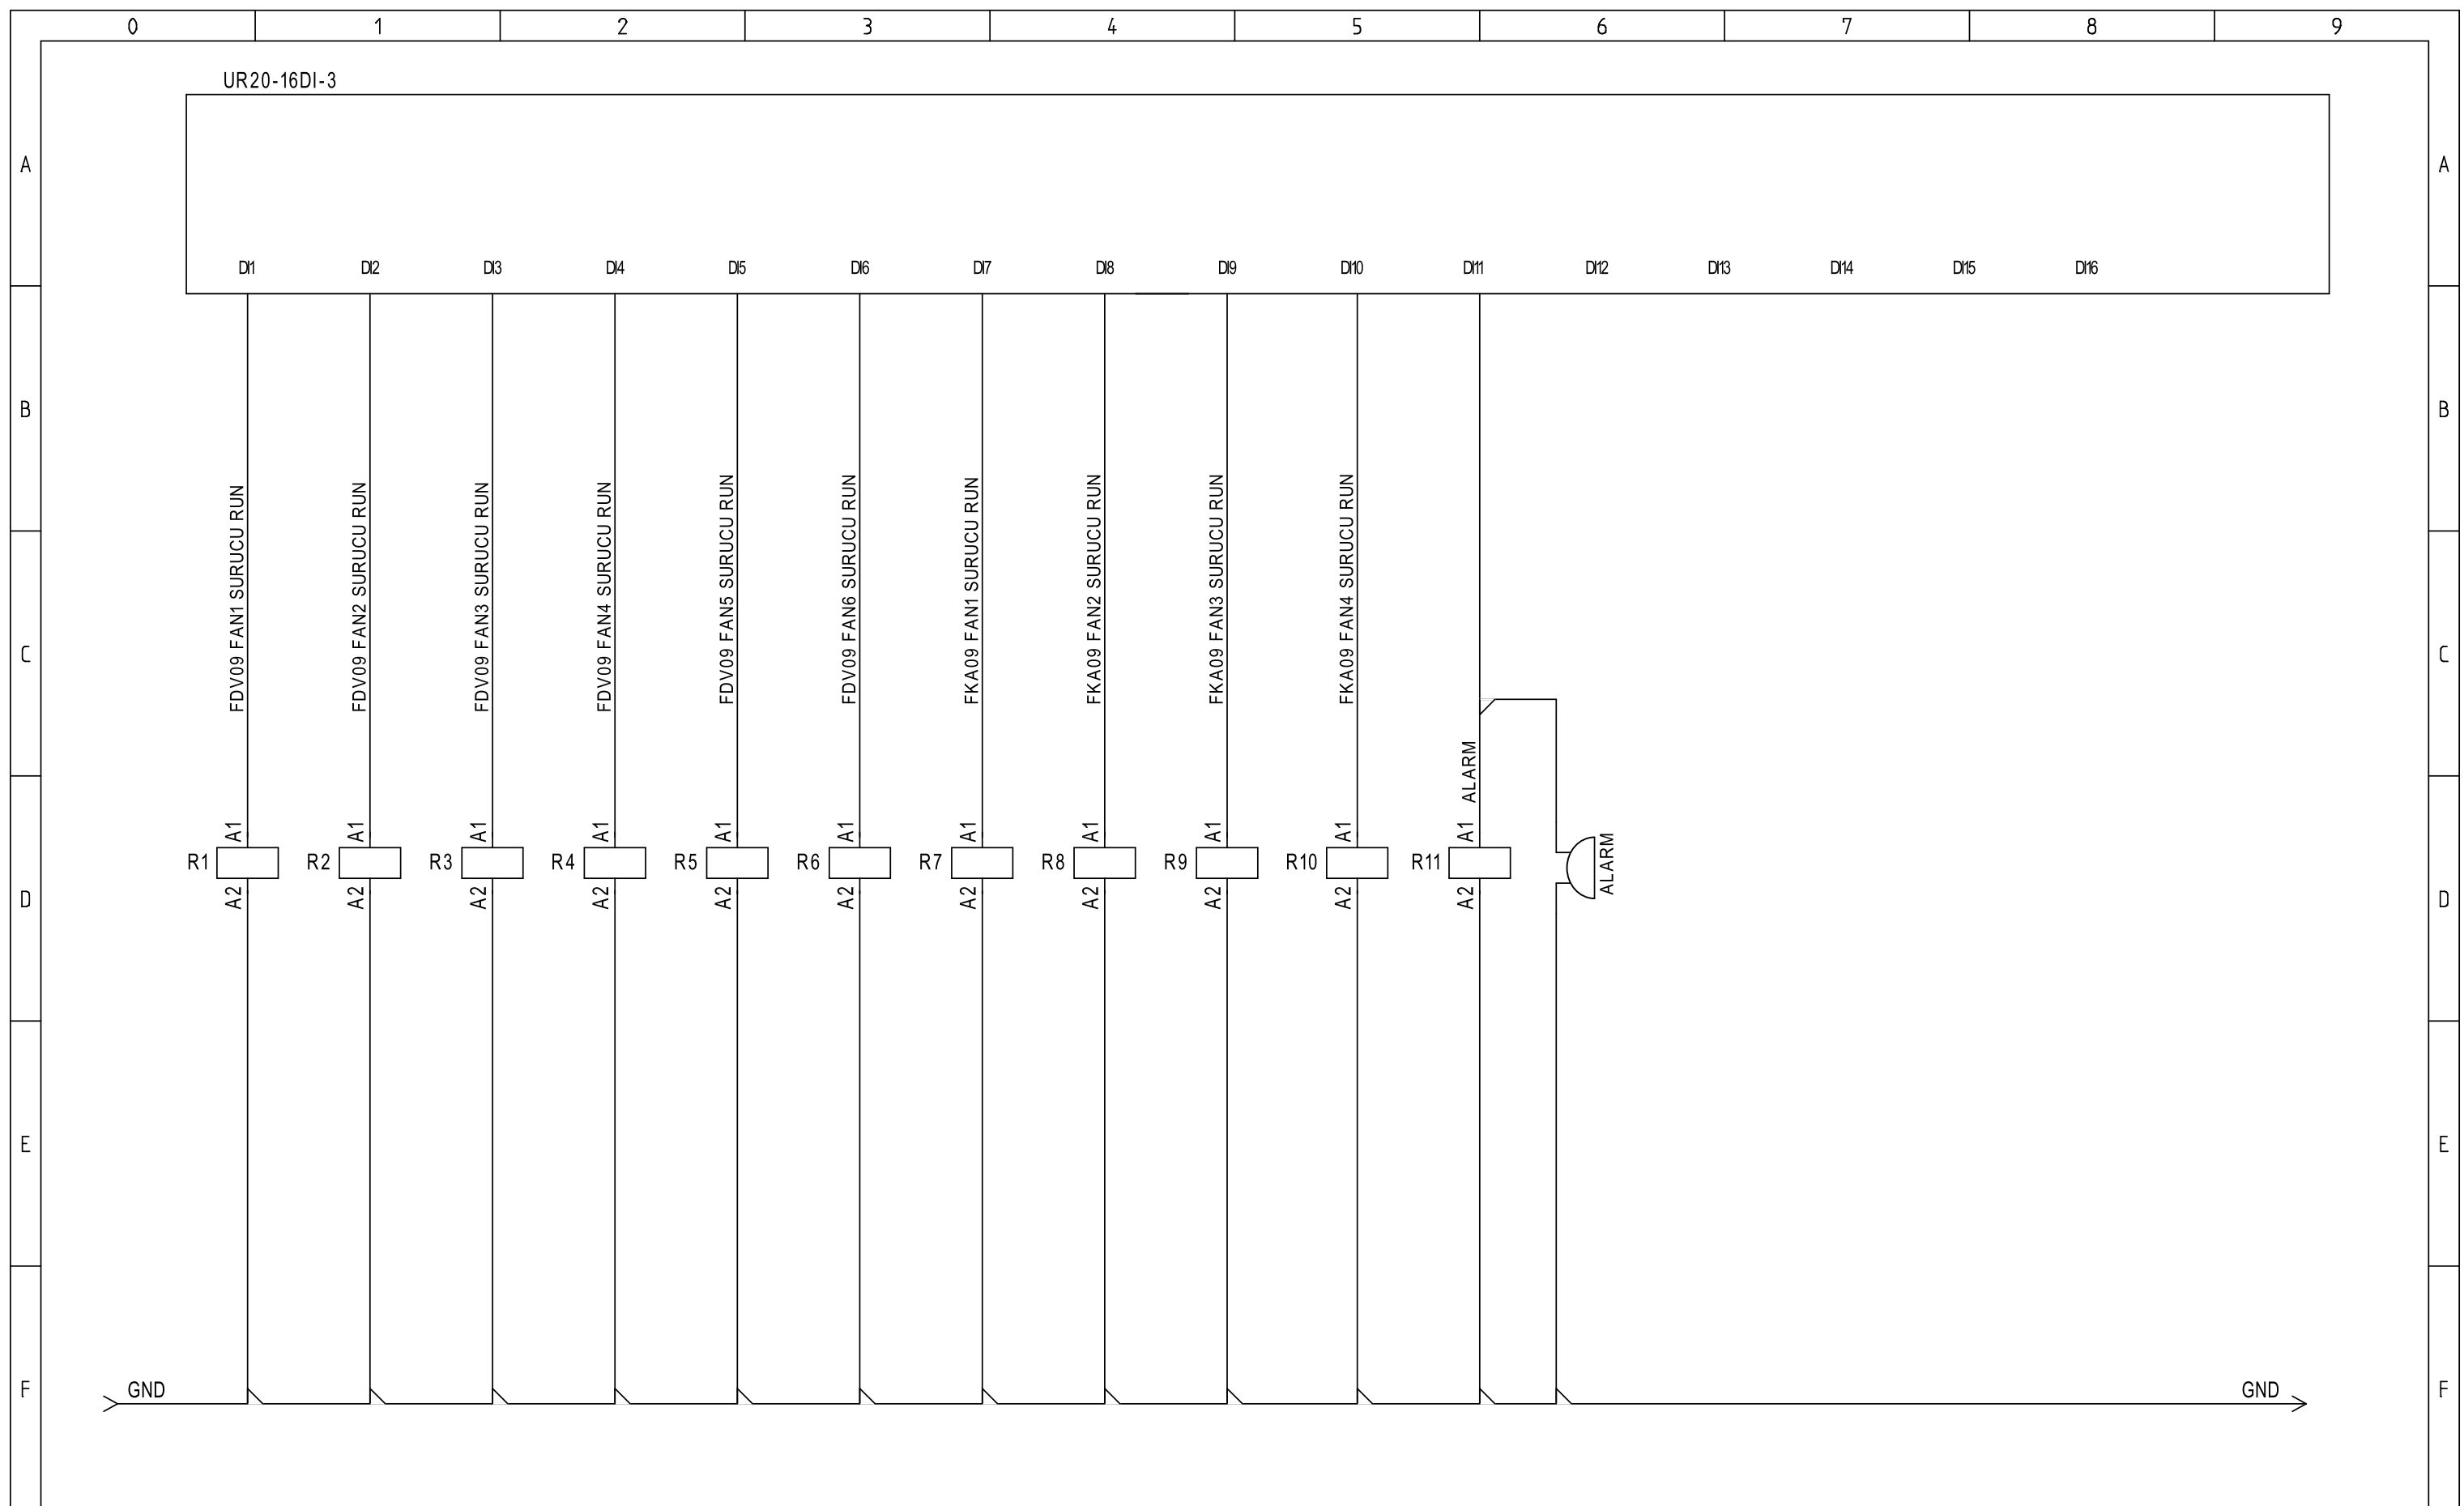 0 1 2 3 4 5 6 7 8 9
UR20-16DI-3
A A
DI1 DI2 DI3 DI4 DI5 DI6 DI7 DI8 DI9 DI10 DI11 DI12 DI13 DI14 DI15 DI16
B B
FDV09 FAN1 SURUCU RUN
FDV09 FAN2 SURUCU RUN
FDV09 FAN3 SURUCU RUN
FDV09 FAN4 SURUCU RUN
FDV09 FAN5 SURUCU RUN
FDV09 FAN6 SURUCU RUN
FKA09 FAN1 SURUCU RUN
FKA09 FAN2 SURUCU RUN
FKA09 FAN3 SURUCU RUN
FKA09 FAN4 SURUCU RUN
ALARM
C C
A1 A1 A1 A1 A1 A1 A1 A1 A1 A1 A1
R1 R2 R3 R4 R5 R6 R7 R8 R9 R10 R11 ALARM
A2 A2 A2 A2 A2 A2 A2 A2 A2 A2 A2
D D
E E
F GND GND F